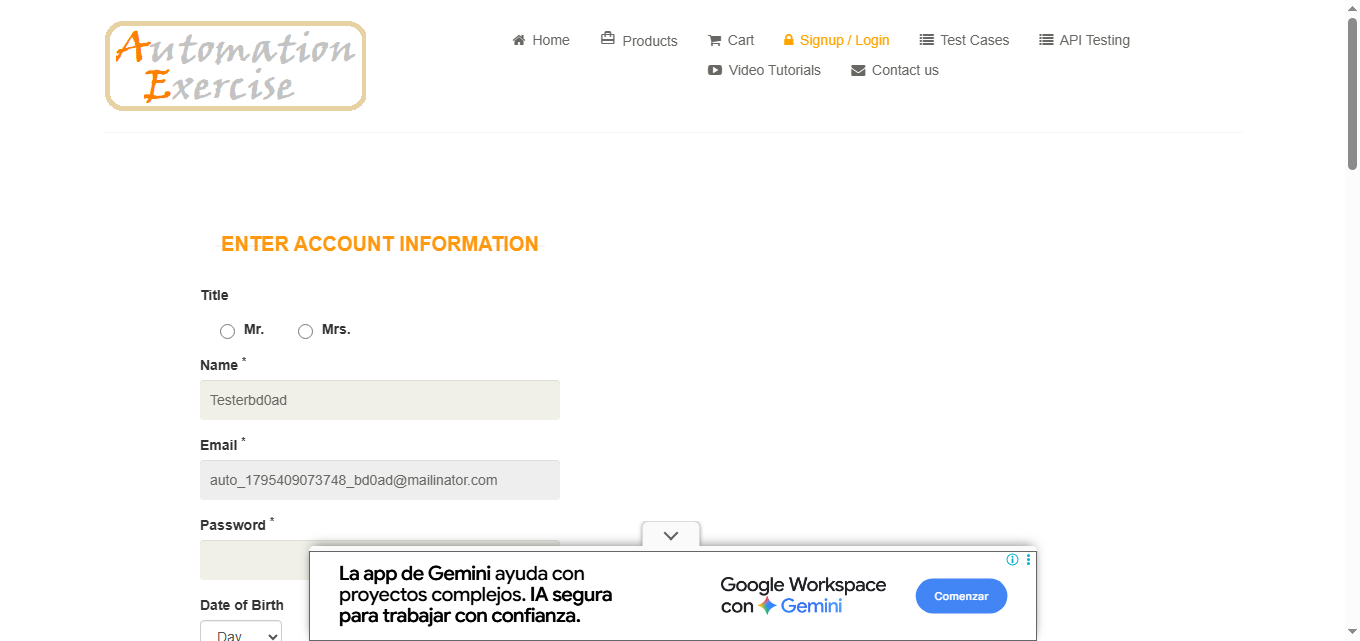 Automation
Exercise
Home
Products
Cart
Signup / Login
Test Cases
API Testing
Video Tutorials
Contact us
ENTER ACCOUNT INFORMATION
Title
Mr.
Mrs.
Name *
Testerbd0ad
Email *
auto_1795409073748_bd0ad@mailinator.com
Password *
La app de Gemini ayuda con
proyectos complejos. IA segura
para trabajar con confianza.
Google Workspace
con Gemini
Comenzar
Date of Birth
Day